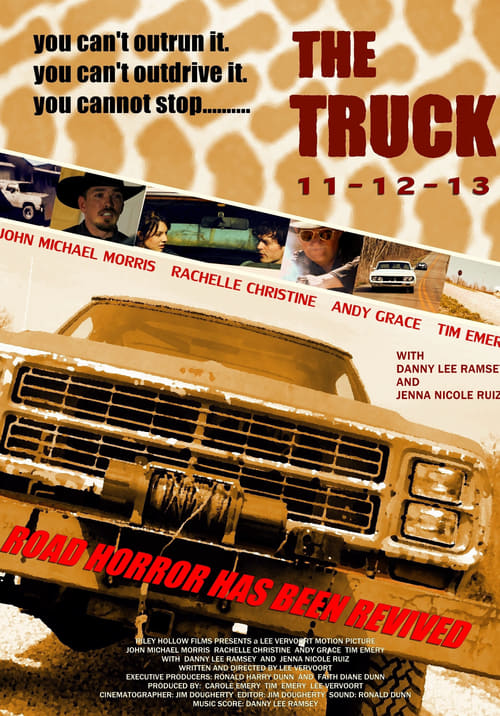 you can't outrun it.
you can't outdrive it.
you cannot stop..........
THE
TRUCK
11-12-13
JOHN MICHAEL MORRIS RACHELLE CHRISTINE ANDY GRACE TIM EMERY
WITH
DANNY LEE RAMSEY
AND
JENNA NICOLE RUIZ
ROAD HORROR HAS BEEN REVIVED
RILEY HOLLOW FILMS PRESENTS a LEE VERVOORT MOTION PICTURE
JOHN MICHAEL MORRIS RACHELLE CHRISTINE ANDY GRACE TIM EMERY
WITH DANNY LEE RAMSEY AND JENNA NICOLE RUIZ
WRITTEN AND DIRECTED BY LEE VERVOORT
EXECUTIVE PRODUCERS: RONALD HARRY DUNN AND FAITH DIANE DUNN
PRODUCED BY: CAROLE EMERY TIM EMERY LEE VERVOORT
CINEMATOGRAPHER: JIM DOUGHERTY EDITOR: JIM DOUGHERTY SOUND: RONALD DUNN
MUSIC SCORE: DANNY LEE RAMSEY